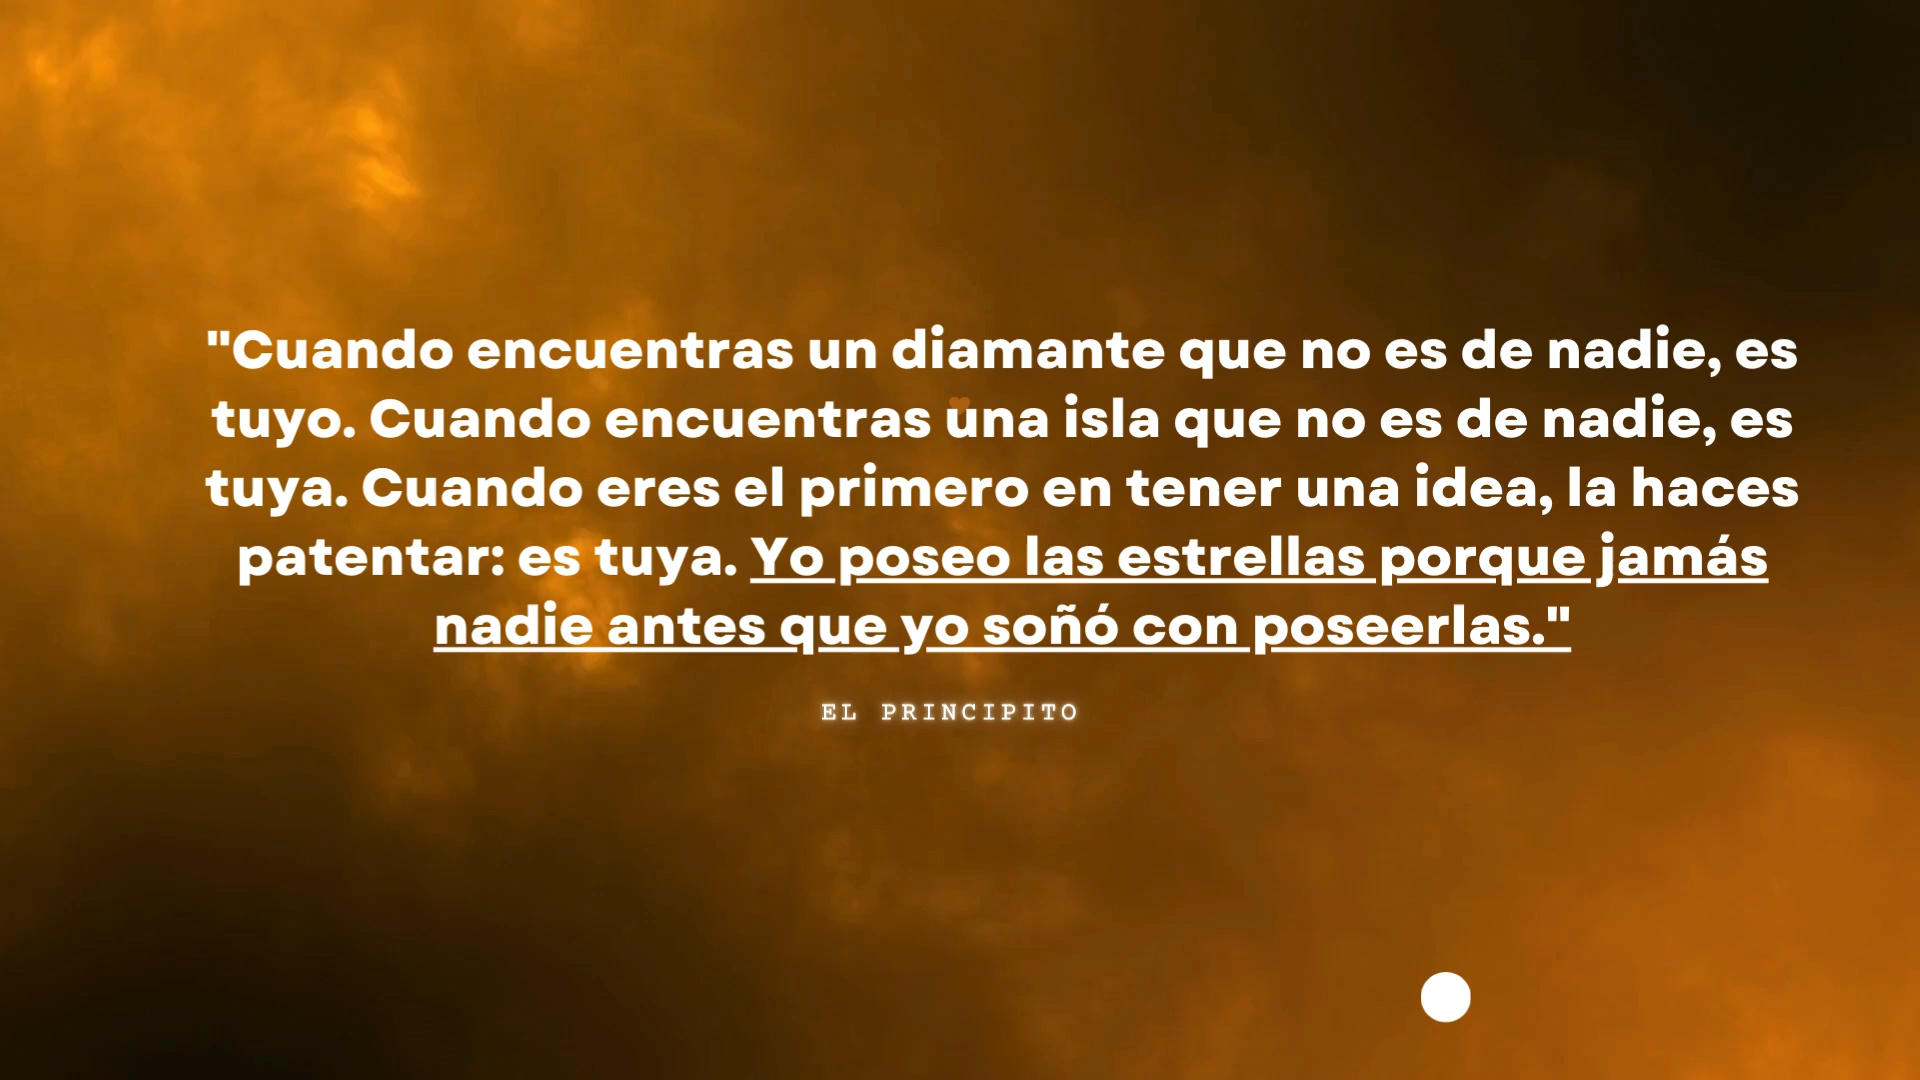 "Cuando encuentras un diamante que no es de nadie, es
tuyo. Cuando encuentras una isla que no es de nadie, es
tuya. Cuando eres el primero en tener una idea, la haces
patentar: es tuya. Yo poseo las estrellas porque jamás
nadie antes que yo soñó con poseerlas."
EL PRINCIPITO